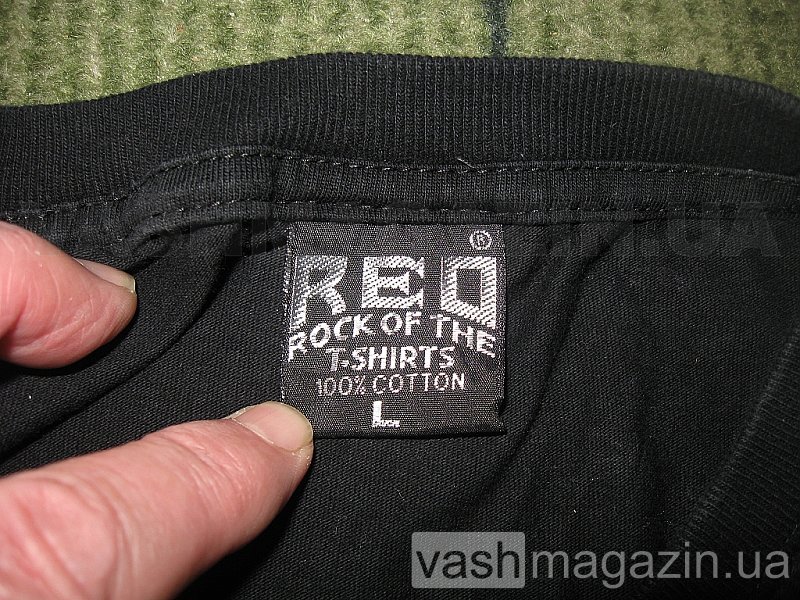 ®
REO
ROCK OF THE
T-SHIRTS
100% COTTON
L
vashmagazin.ua